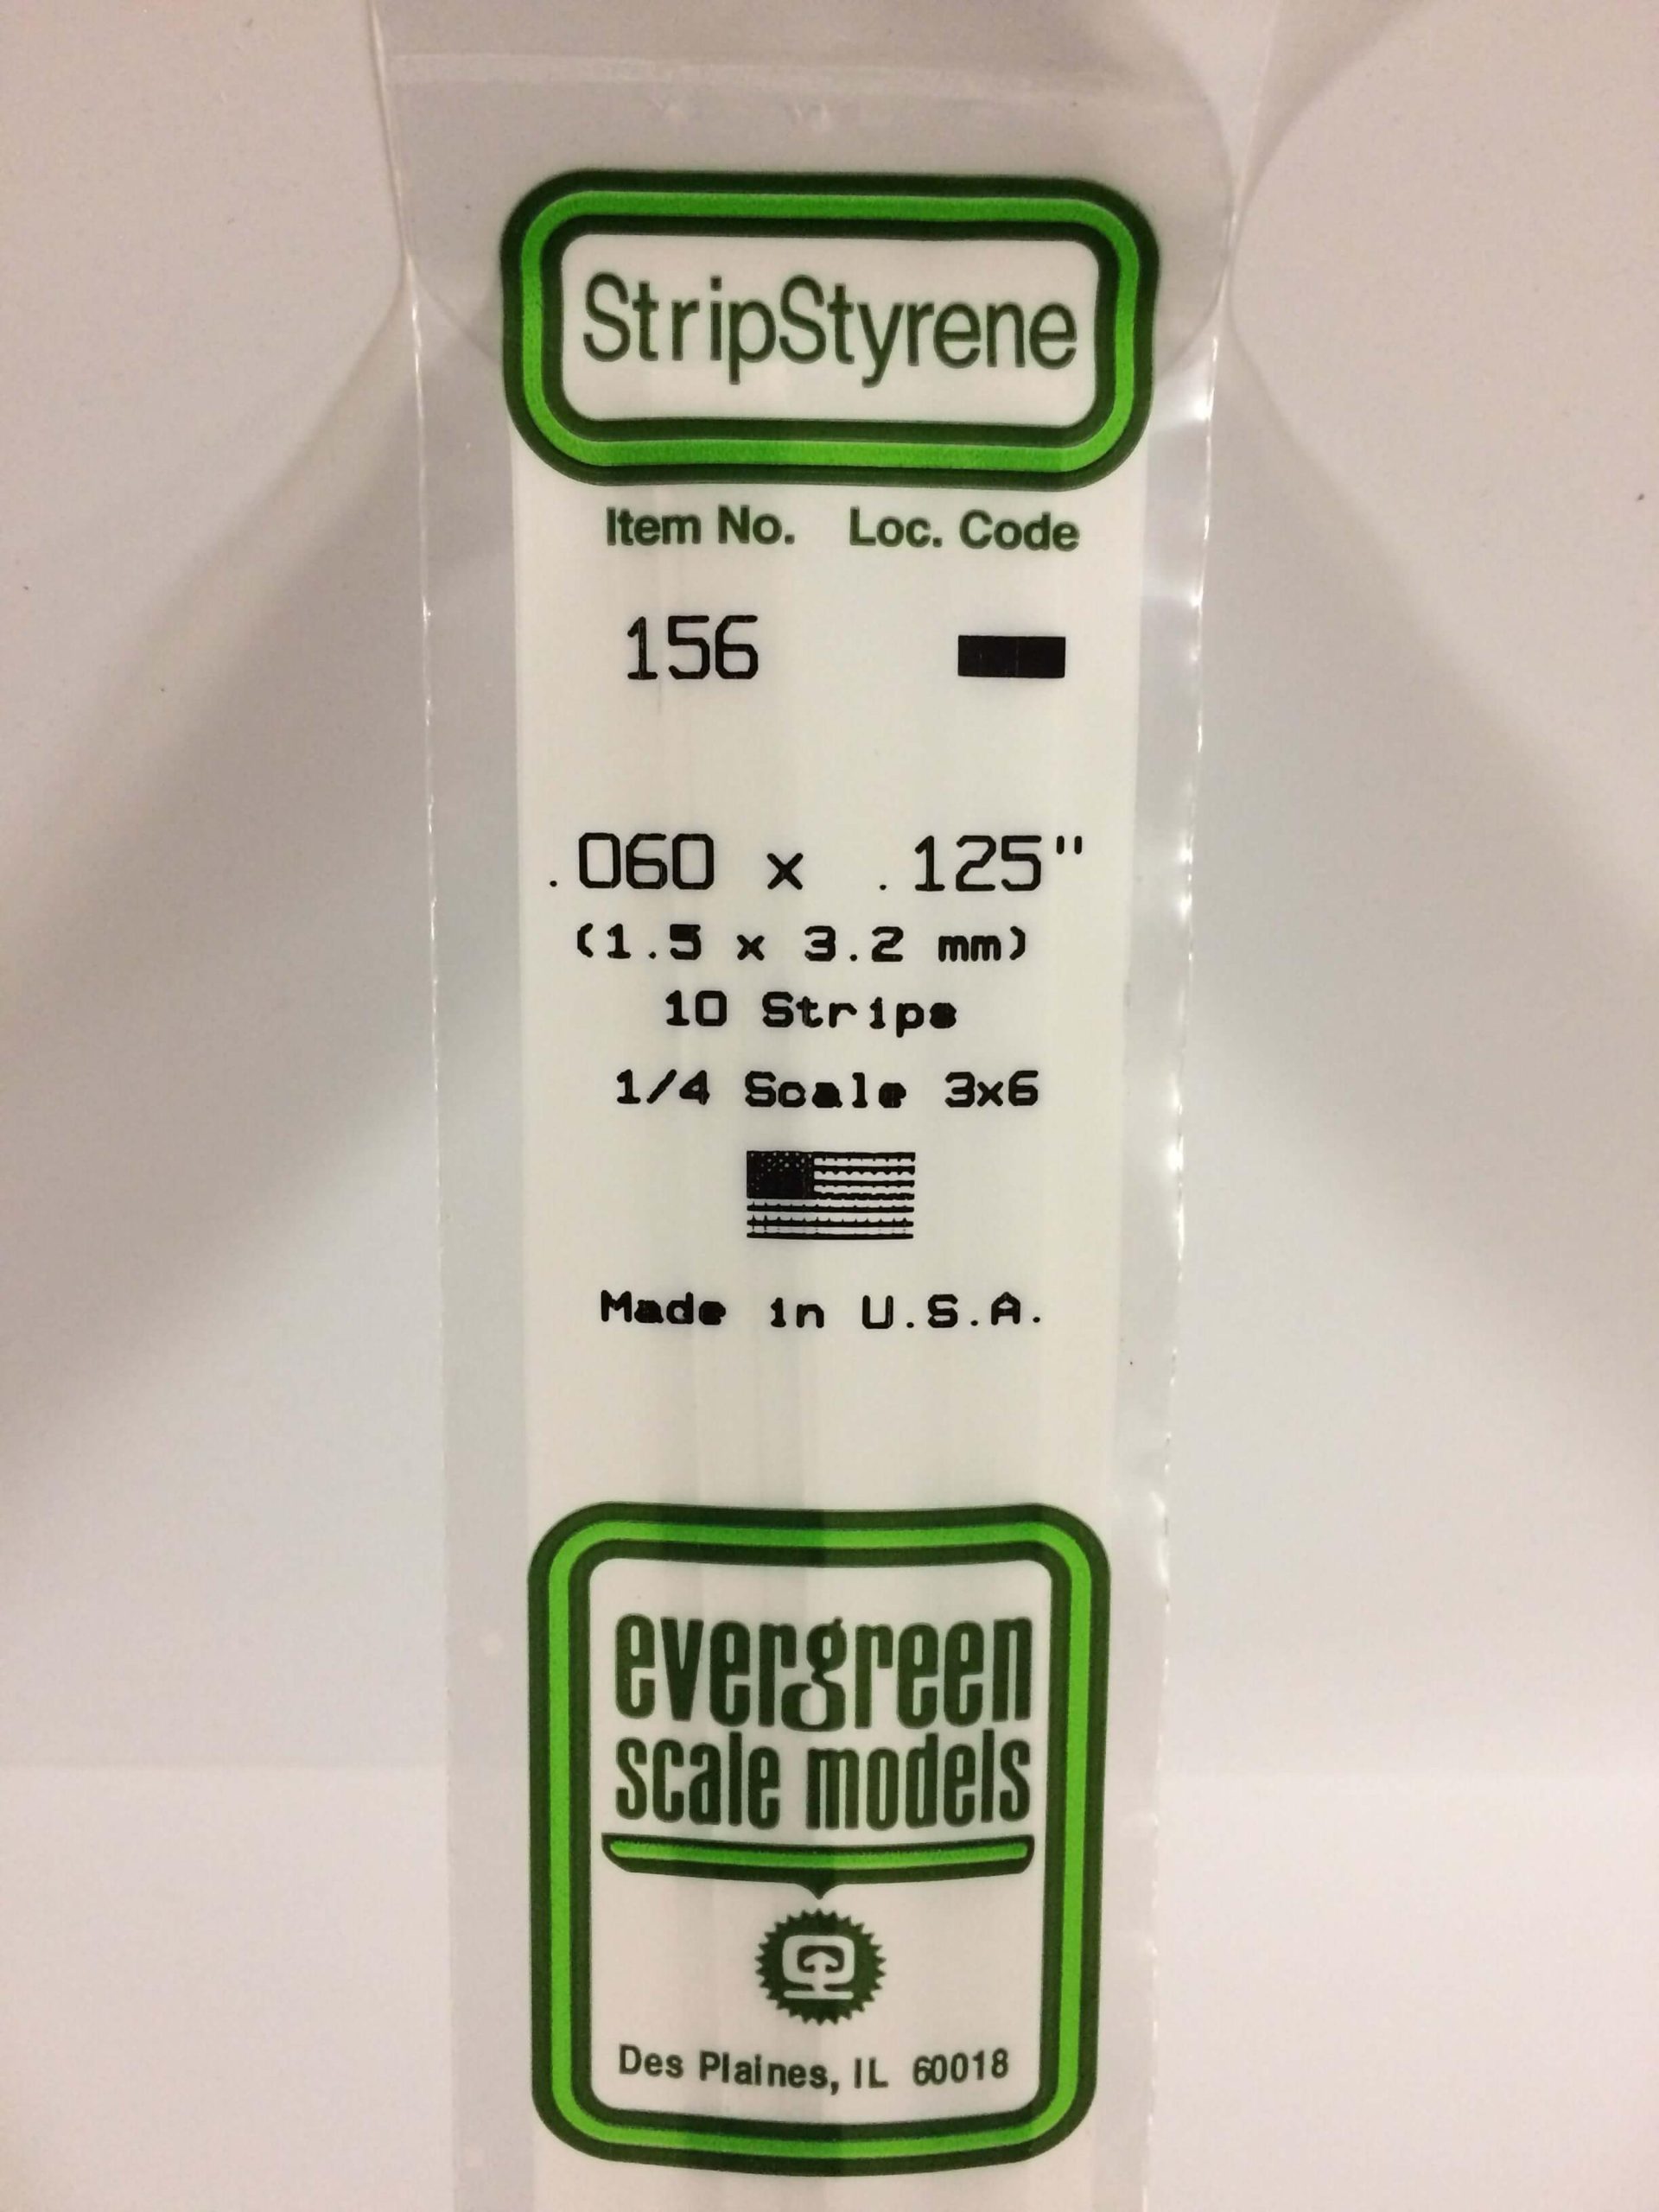 StripStyrene
Item No. Loc. Code
156
.060 x .125"
(1.5 x 3.2 mm)
10 Strips
1/4 Scale 3x6
Made in U.S.A.
evergreen
scale models
Des Plaines, IL 60018